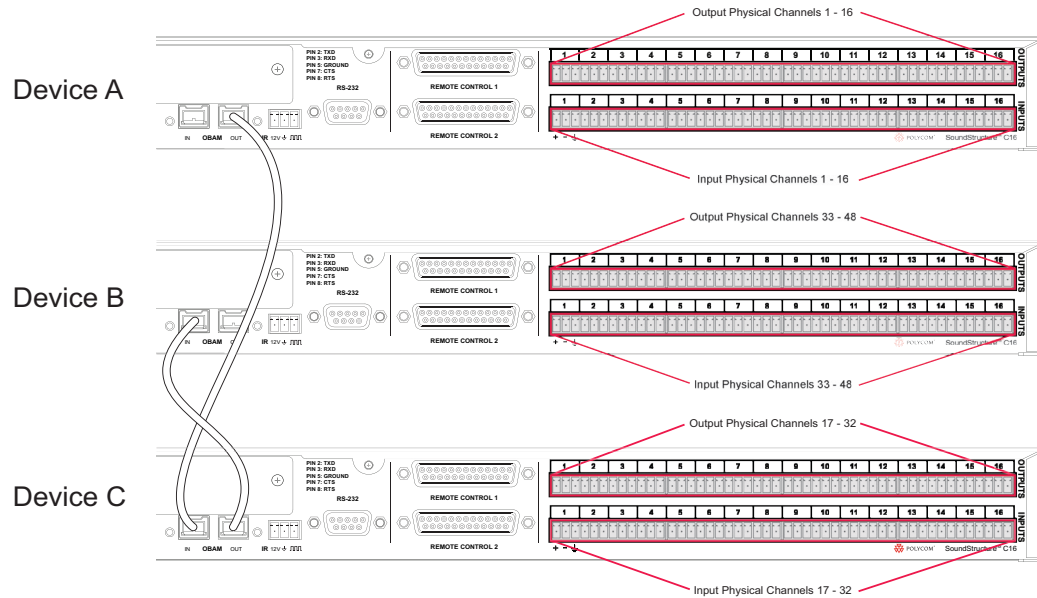 Output Physical Channels 1 - 16
Device A
PIN 2: TXD
PIN 3: RXD
PIN 5: GROUND
PIN 7: CTS
PIN 8: RTS
RS-232
REMOTE CONTROL 1
REMOTE CONTROL 2
IN OBAM OUT IR 12V
1 2 3 4 5 6 7 8 9 10 11 12 13 14 15 16
OUTPUTS
1 2 3 4 5 6 7 8 9 10 11 12 13 14 15 16
INPUTS
+ -
POLYCOM SoundStructure C16
Input Physical Channels 1 - 16
Output Physical Channels 33 - 48
Device B
PIN 2: TXD
PIN 3: RXD
PIN 5: GROUND
PIN 7: CTS
PIN 8: RTS
RS-232
REMOTE CONTROL 1
REMOTE CONTROL 2
IN OBAM OUT IR 12V
1 2 3 4 5 6 7 8 9 10 11 12 13 14 15 16
OUTPUTS
1 2 3 4 5 6 7 8 9 10 11 12 13 14 15 16
INPUTS
+ -
POLYCOM SoundStructure C16
Input Physical Channels 33 - 48
Output Physical Channels 17 - 32
Device C
PIN 2: TXD
PIN 3: RXD
PIN 5: GROUND
PIN 7: CTS
PIN 8: RTS
RS-232
REMOTE CONTROL 1
REMOTE CONTROL 2
IN OBAM OUT IR 12V
1 2 3 4 5 6 7 8 9 10 11 12 13 14 15 16
OUTPUTS
1 2 3 4 5 6 7 8 9 10 11 12 13 14 15 16
INPUTS
+ -
POLYCOM SoundStructure C16
Input Physical Channels 17 - 32